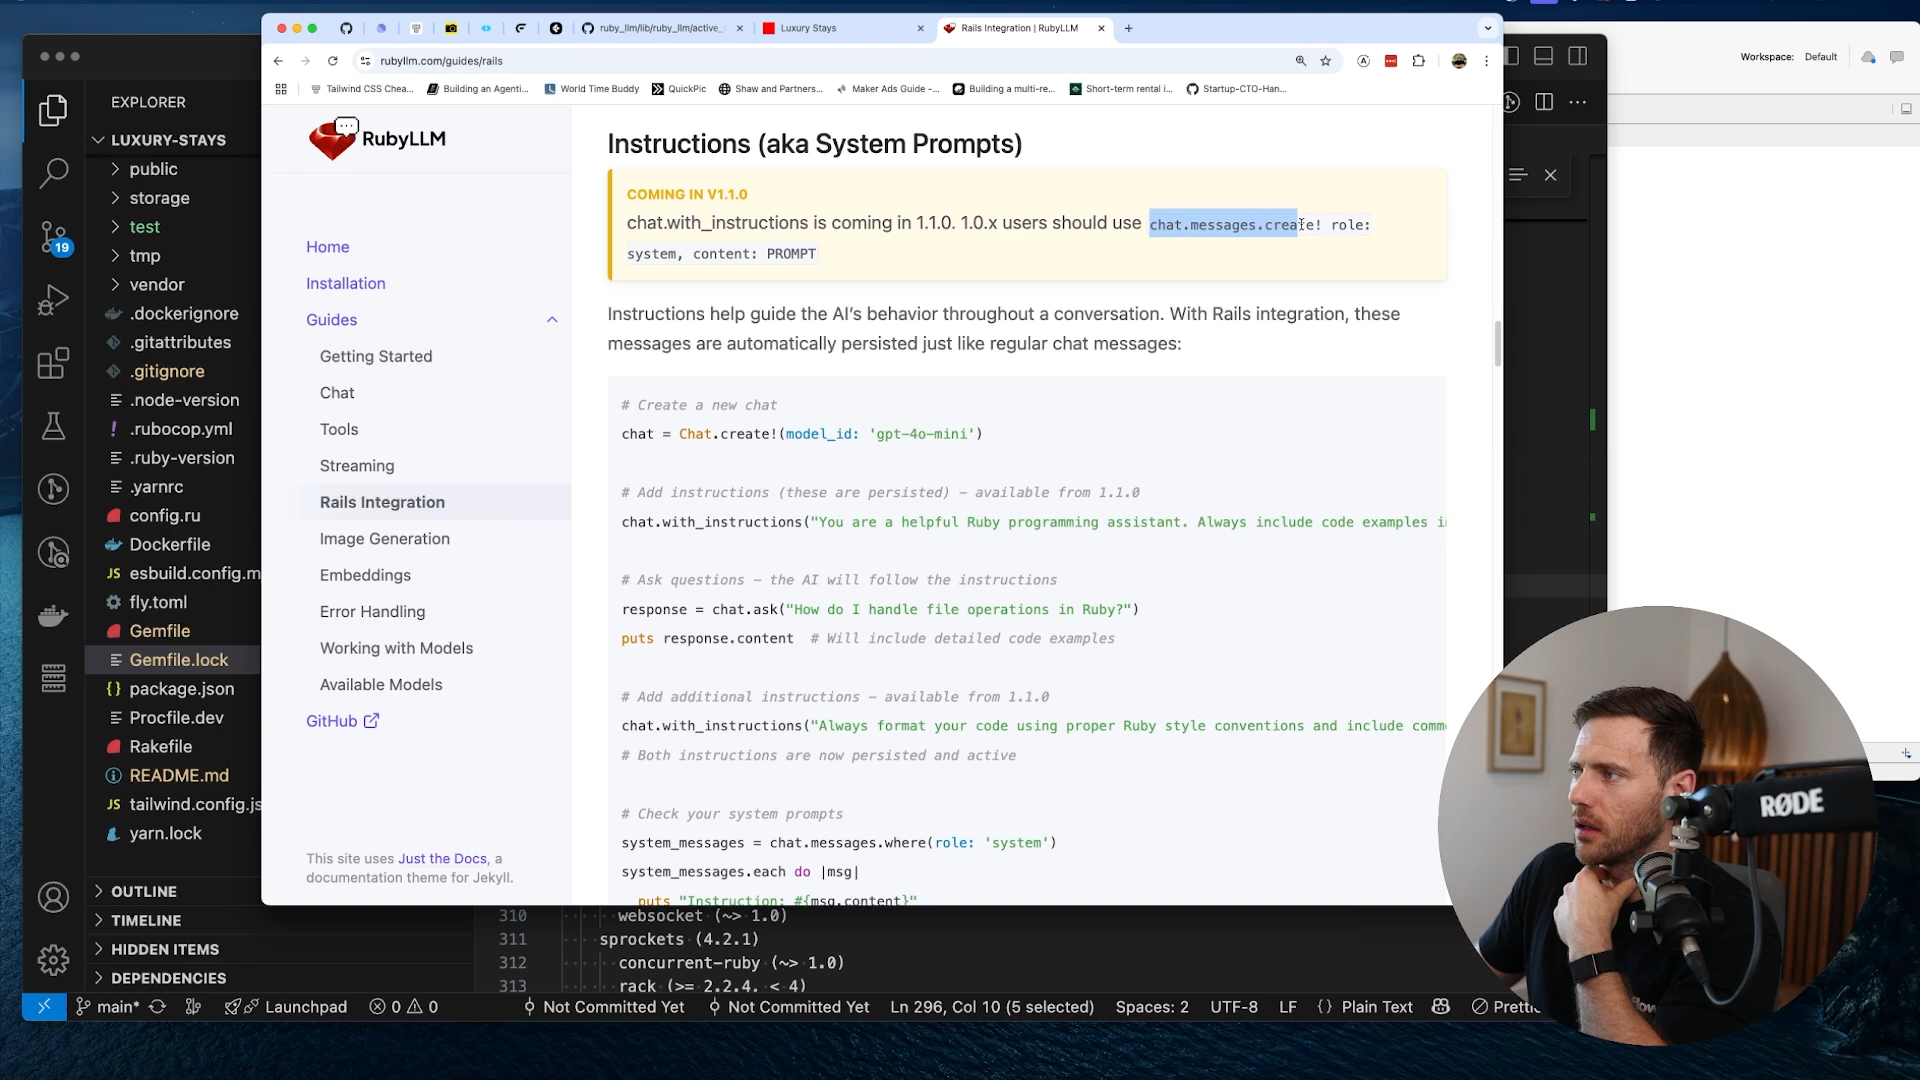 ruby_llm/lib/ruby_llm/active_
Luxury Stays
Rails Integration | RubyLLM
rubyllm.com/guides/rails
Workspace: Default
Tailwind CSS Chea...
Building an Agenti...
World Time Buddy
QuickPic
Shaw and Partners...
Maker Ads Guide -...
Building a multi-re...
Short-term rental i...
Startup-CTO-Han...
EXPLORER
LUXURY-STAYS
public
storage
test
tmp
vendor
.dockerignore
.gitattributes
.gitignore
.node-version
.rubocop.yml
.ruby-version
.yarnrc
config.ru
Dockerfile
esbuild.config.m
fly.toml
Gemfile
Gemfile.lock
package.json
Procfile.dev
Rakefile
README.md
tailwind.config.js
yarn.lock
OUTLINE
TIMELINE
HIDDEN ITEMS
DEPENDENCIES
19
RubyLLM
Home
Installation
Guides
Getting Started
Chat
Tools
Streaming
Rails Integration
Image Generation
Embeddings
Error Handling
Working with Models
Available Models
GitHub
This site uses Just the Docs, a
documentation theme for Jekyll.
Instructions (aka System Prompts)
COMING IN V1.1.0
chat.with_instructions is coming in 1.1.0. 1.0.x users should use chat.messages.create! role:
system, content: PROMPT
Instructions help guide the AI’s behavior throughout a conversation. With Rails integration, these
messages are automatically persisted just like regular chat messages:
# Create a new chat
chat = Chat.create!(model_id: 'gpt-4o-mini')
# Add instructions (these are persisted) – available from 1.1.0
chat.with_instructions("You are a helpful Ruby programming assistant. Always include code examples i
# Ask questions – the AI will follow the instructions
response = chat.ask("How do I handle file operations in Ruby?")
puts response.content # Will include detailed code examples
# Add additional instructions – available from 1.1.0
chat.with_instructions("Always format your code using proper Ruby style conventions and include comm
# Both instructions are now persisted and active
# Check your system prompts
system_messages = chat.messages.where(role: 'system')
system_messages.each do |msg|
puts "Instruction: #{msg.content}"
310 websocket (~> 1.0)
311 sprockets (4.2.1)
312 concurrent-ruby (~> 1.0)
313 rack (>= 2.2.4, < 4)
main* Launchpad 0 0 Not Committed Yet Not Committed Yet Ln 296, Col 10 (5 selected) Spaces: 2 UTF-8 LF {} Plain Text Pretti
RØDE